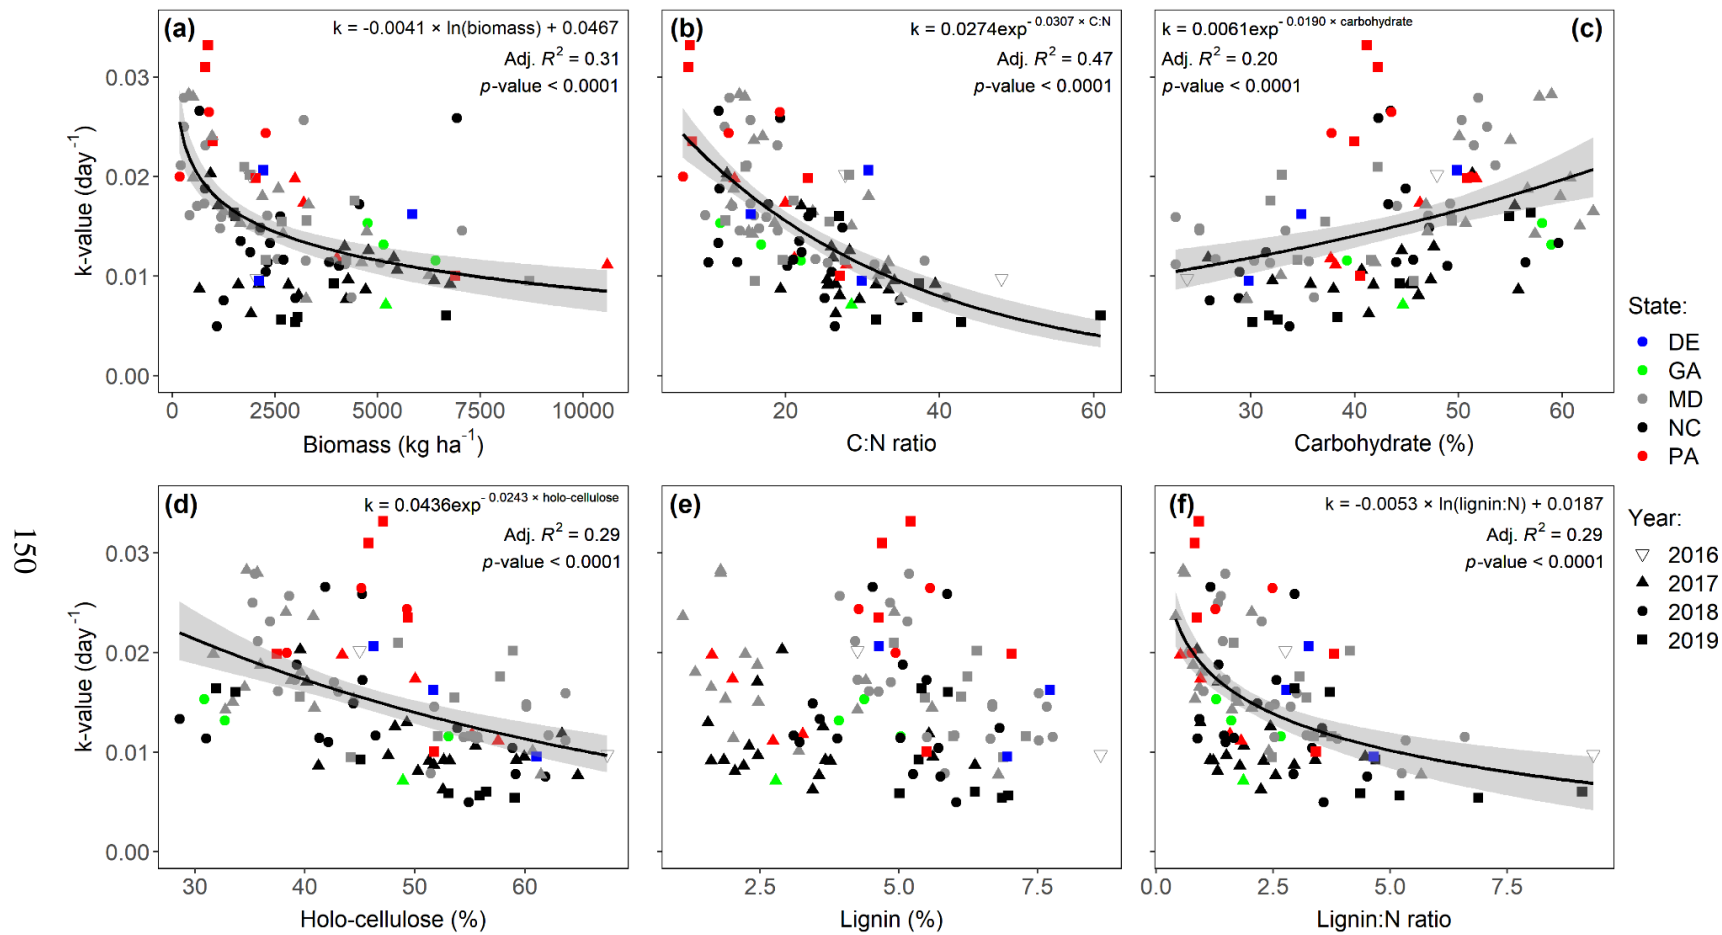 (a)
k = -0.0041 × ln(biomass) + 0.0467
Adj. R² = 0.31
p-value < 0.0001
k-value (day⁻¹)
0.03
0.02
0.01
0.00
0 2500 5000 7500 10000
Biomass (kg ha⁻¹)
(b)
k = 0.0274exp^- 0.0307 × C:N
Adj. R² = 0.47
p-value < 0.0001
20 40 60
C:N ratio
(c)
k = 0.0061exp^-0.0190 × carbohydrate
Adj. R² = 0.20
p-value < 0.0001
30 40 50 60
Carbohydrate (%)
(d)
k = 0.0436exp^- 0.0243 × holo-cellulose
Adj. R² = 0.29
p-value < 0.0001
k-value (day⁻¹)
0.03
0.02
0.01
0.00
30 40 50 60
Holo-cellulose (%)
(e)
2.5 5.0 7.5
Lignin (%)
(f)
k = -0.0053 × ln(lignin:N) + 0.0187
Adj. R² = 0.29
p-value < 0.0001
0.0 2.5 5.0 7.5
Lignin:N ratio
State:
DE
GA
MD
NC
PA
Year:
2016
2017
2018
2019
150